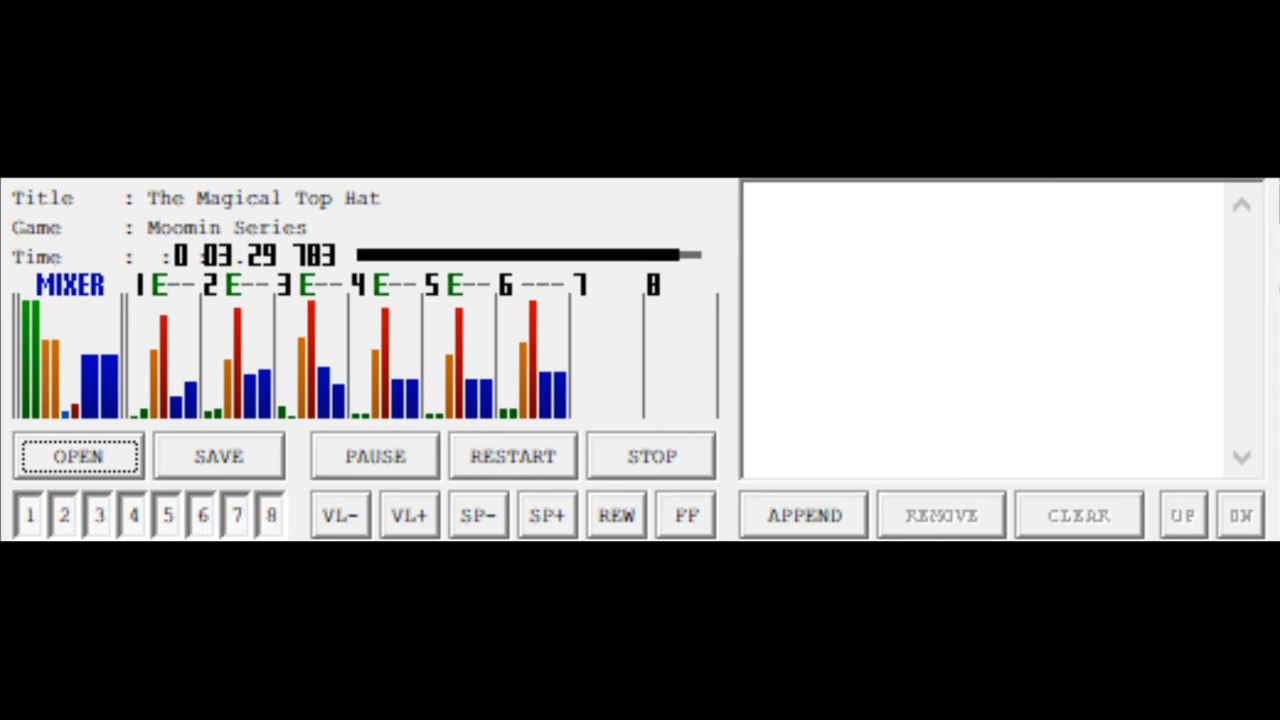 Title : The Magical Top Hat
Game : Moomin Series
Time : :0 :03.29 783
MIXER 1 E-- 2 E-- 3 E-- 4 E-- 5 E-- 6 --- 7 8
OPEN SAVE PAUSE RESTART STOP
1 2 3 4 5 6 7 8 VL- VL+ SP- SP+ REW FF APPEND REMOVE CLEAR UP DN